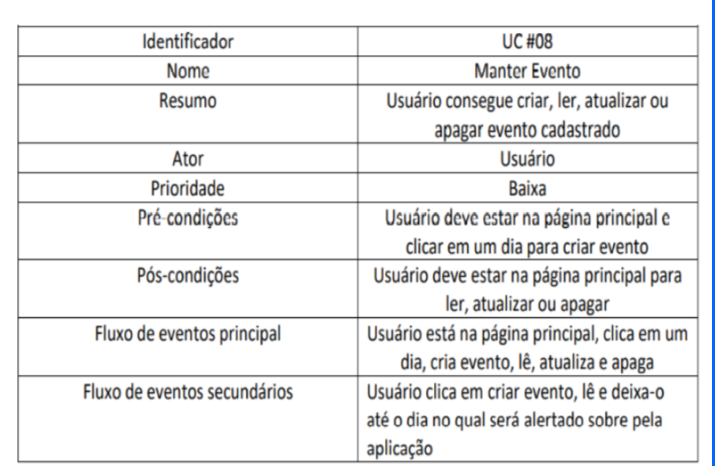 Identificador UC #08
Nome Manter Evento
Resumo Usuário consegue criar, ler, atualizar ou
apagar evento cadastrado
Ator Usuário
Prioridade Baixa
Pré-condições Usuário deve estar na página principal e
clicar em um dia para criar evento
Pós-condições Usuário deve estar na página principal para
ler, atualizar ou apagar
Fluxo de eventos principal Usuário está na página principal, clica em um
dia, cria evento, lê, atualiza e apaga
Fluxo de eventos secundários Usuário clica em criar evento, lê e deixa-o
até o dia no qual será alertado sobre pela
aplicação